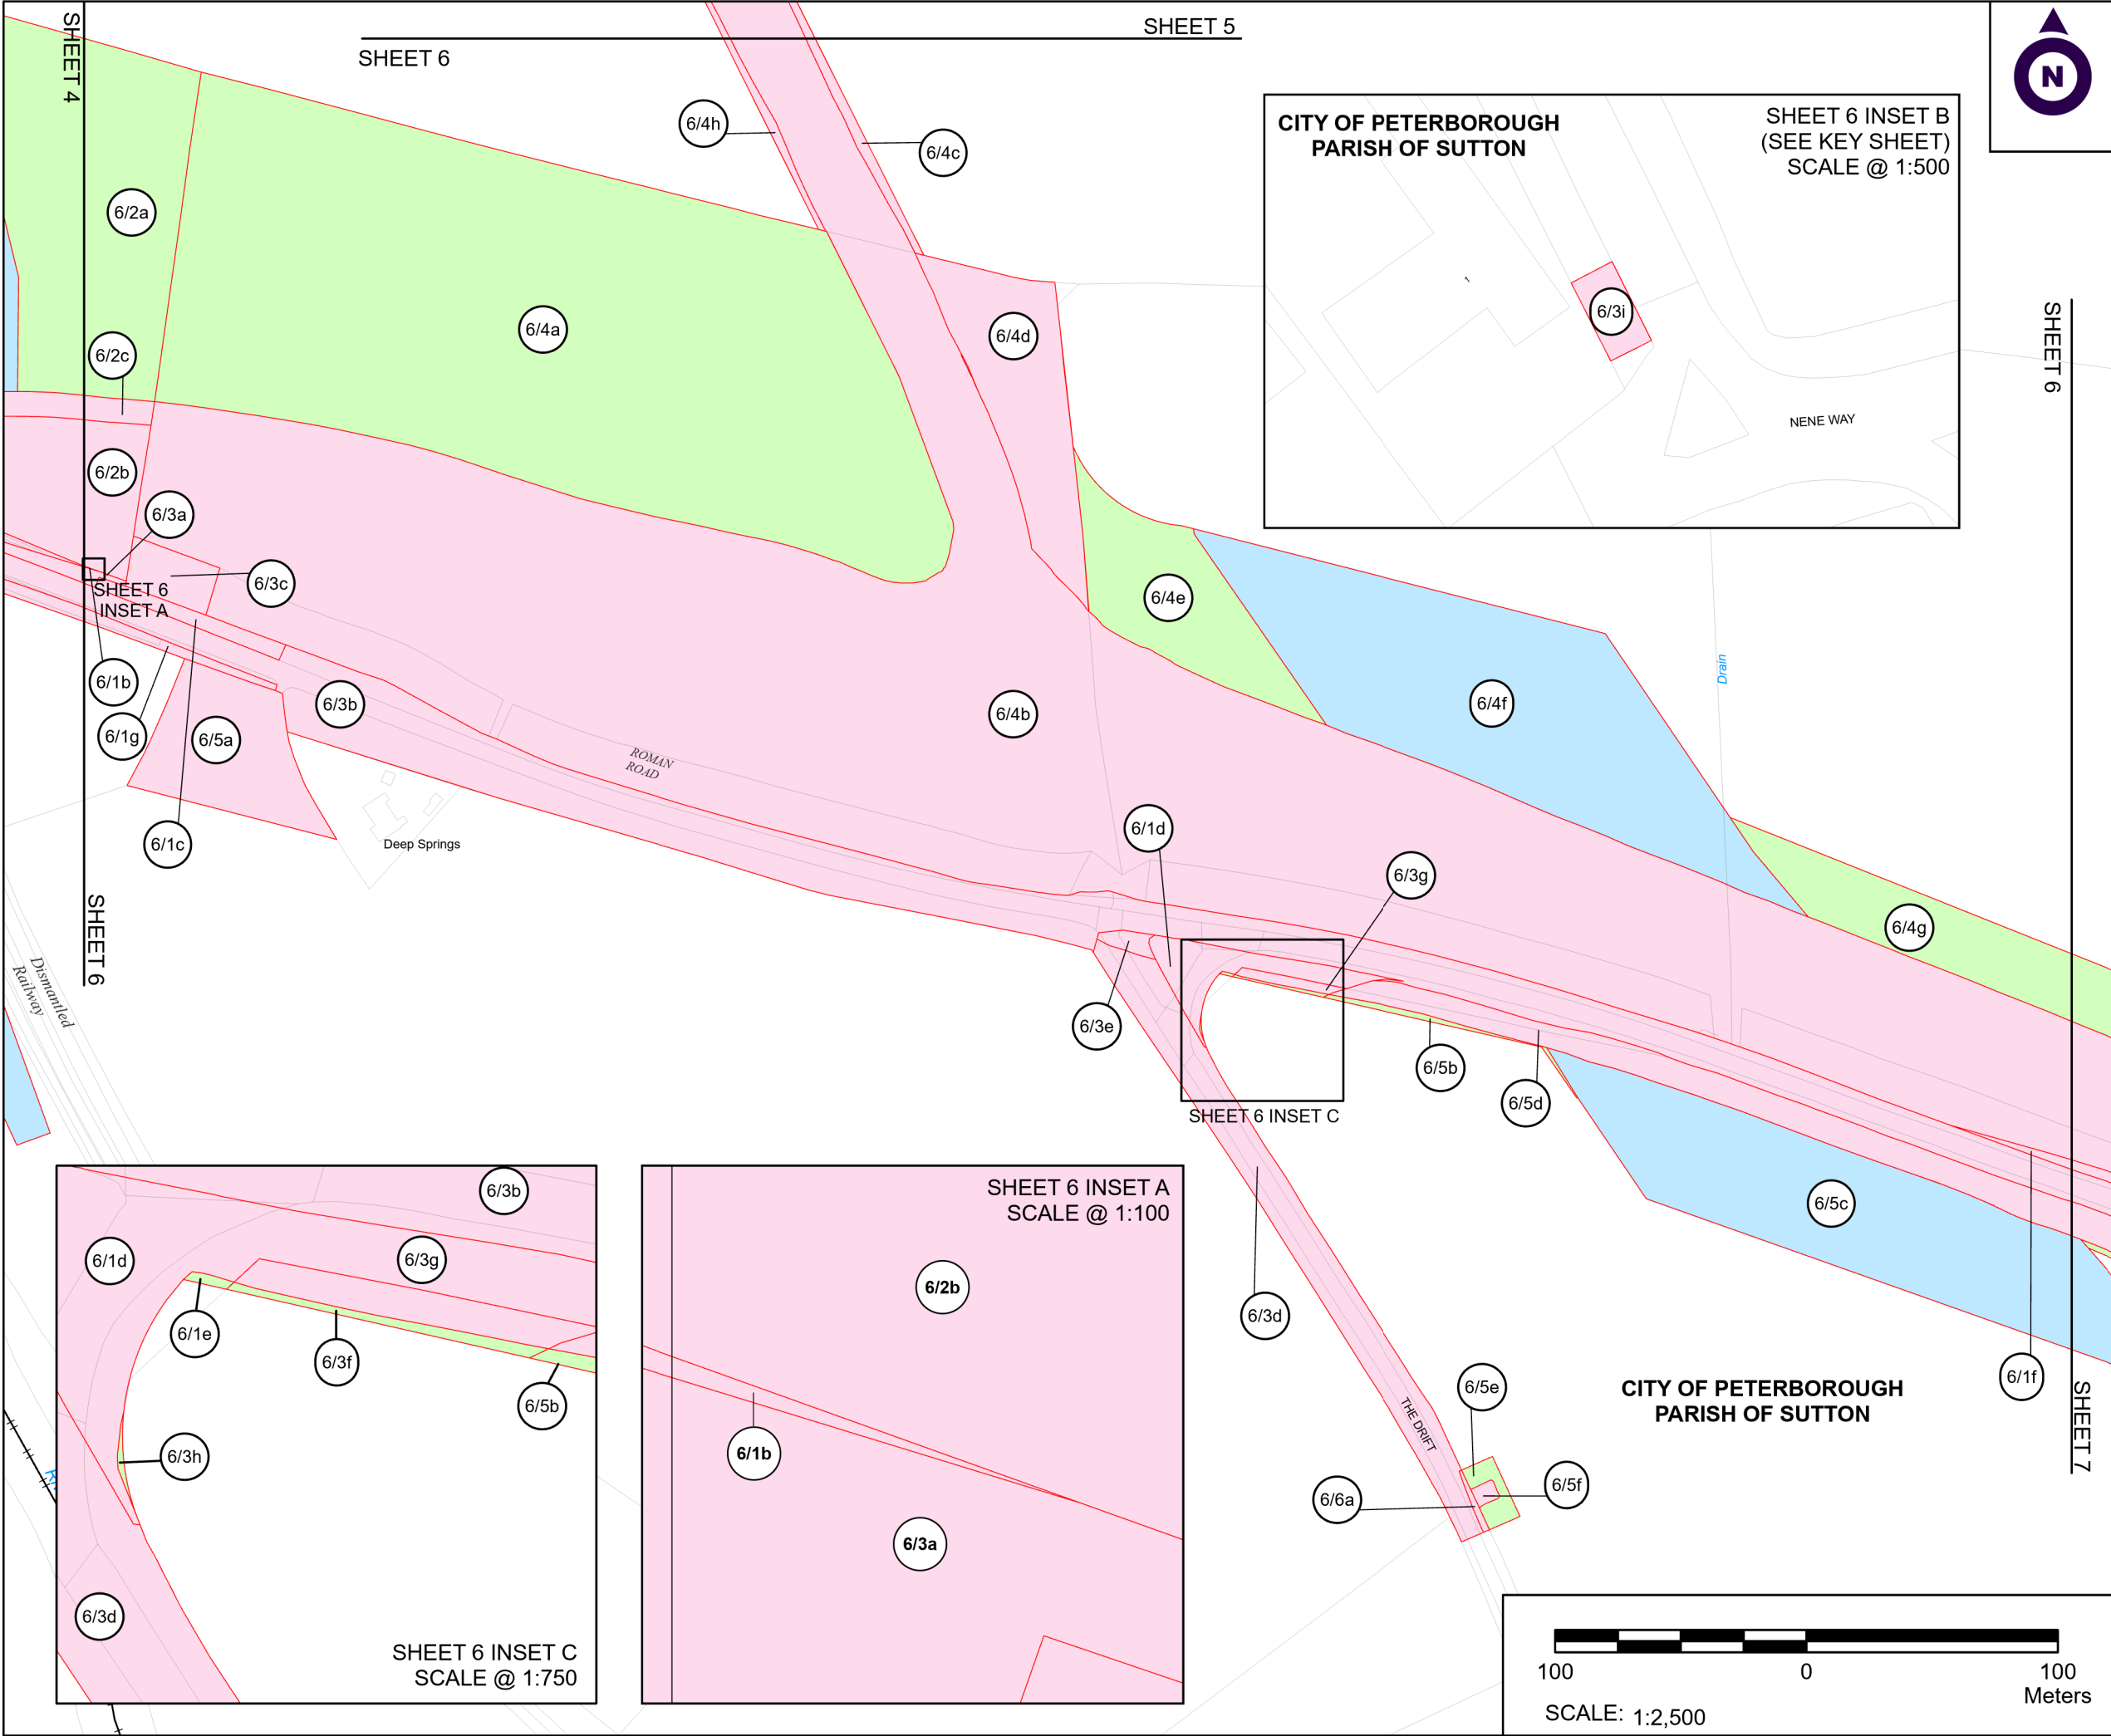 SHEET 5
SHEET 6
SHEET 4
N
6/4h
6/4c
CITY OF PETERBOROUGH
PARISH OF SUTTON
SHEET 6 INSET B
(SEE KEY SHEET)
SCALE @ 1:500
6/3i
NENE WAY
SHEET 6
6/2a
6/4a
6/4d
6/2c
6/2b
6/3a
6/3c
SHEET 6
INSET A
6/4e
6/1b
6/3b
6/4b
6/4f
Drain
6/1g
6/5a
ROMAN
ROAD
6/1c
Deep Springs
6/1d
6/3g
SHEET 6
6/4g
Dismantled
Railway
6/3e
6/5b
6/5d
SHEET 6 INSET C
6/5c
6/3b
6/1d
6/3g
6/1e
6/3f
6/5b
6/3h
6/3d
SHEET 6 INSET C
SCALE @ 1:750
SHEET 6 INSET A
SCALE @ 1:100
6/2b
6/1b
6/3a
6/3d
6/1f
CITY OF PETERBOROUGH
PARISH OF SUTTON
SHEET 7
THE DRIFT
6/5e
6/5f
6/6a
100
0
100
Meters
SCALE: 1:2,500